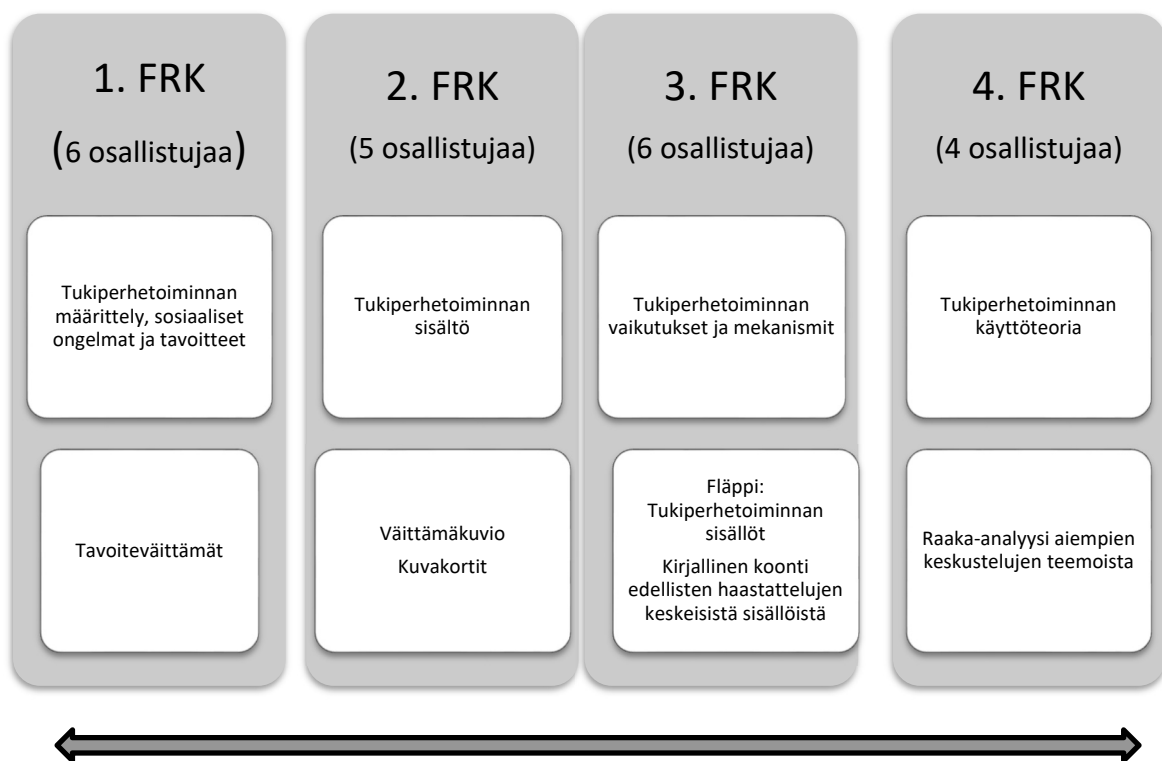 1. FRK
(6 osallistujaa)
Tukiperhetoiminnan
määrittely, sosiaaliset
ongelmat ja tavoitteet
Tavoiteväittämät
2. FRK
(5 osallistujaa)
Tukiperhetoiminnan
sisältö
Väittämäkuvio
Kuvakortit
3. FRK
(6 osallistujaa)
Tukiperhetoiminnan
vaikutukset ja mekanismit
Fläppi:
Tukiperhetoiminnan
sisällöt
Kirjallinen koonti
edellisten haastattelujen
keskeisistä sisällöistä
4. FRK
(4 osallistujaa)
Tukiperhetoiminnan
käyttöteoria
Raaka-analyysi aiempien
keskustelujen teemoista